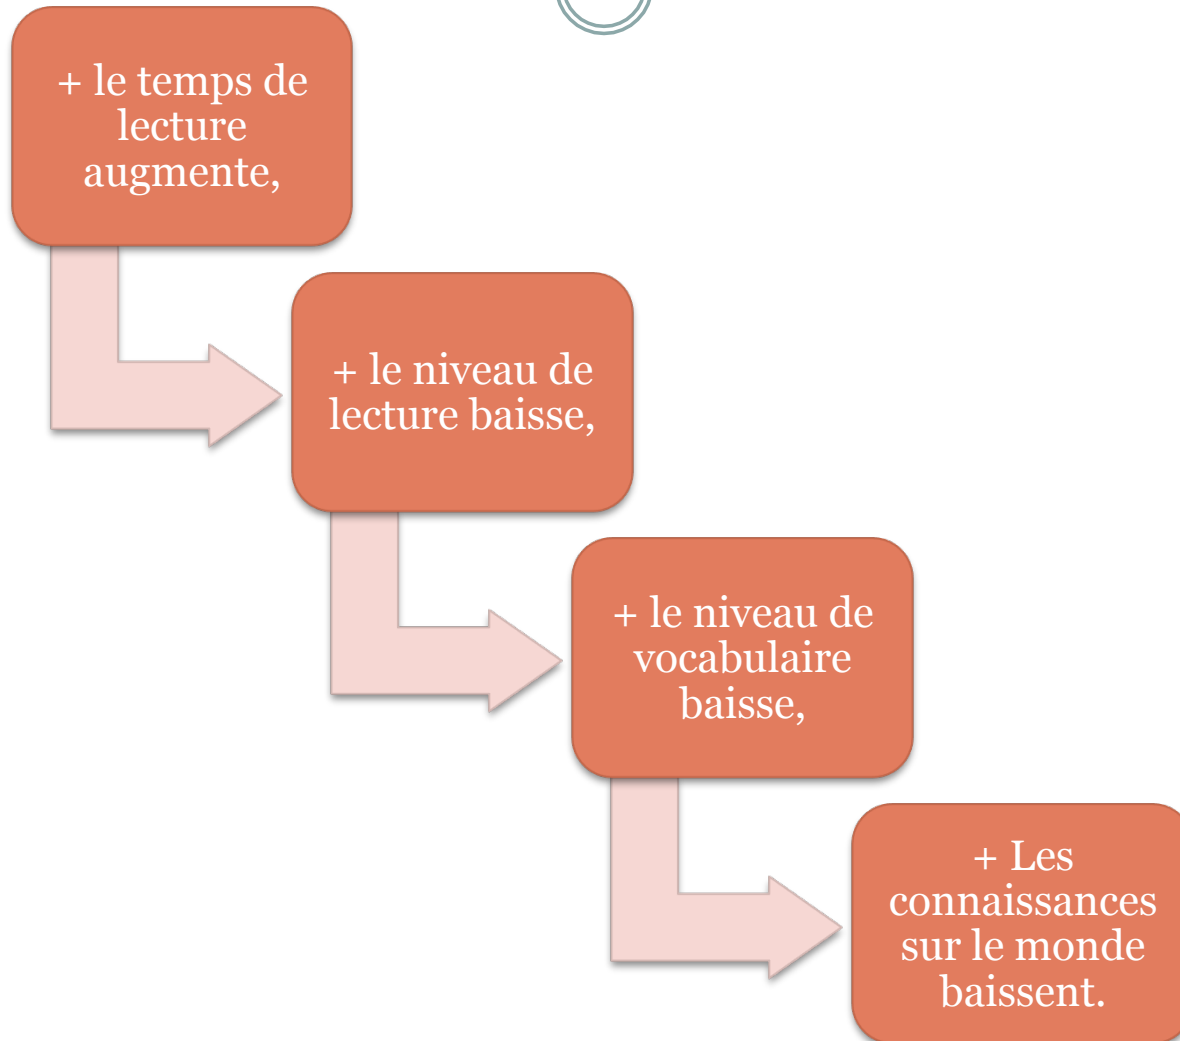 + le temps de
lecture
augmente,
+ le niveau de
lecture baisse,
+ le niveau de
vocabulaire
baisse,
+ Les
connaissances
sur le monde
baissent.